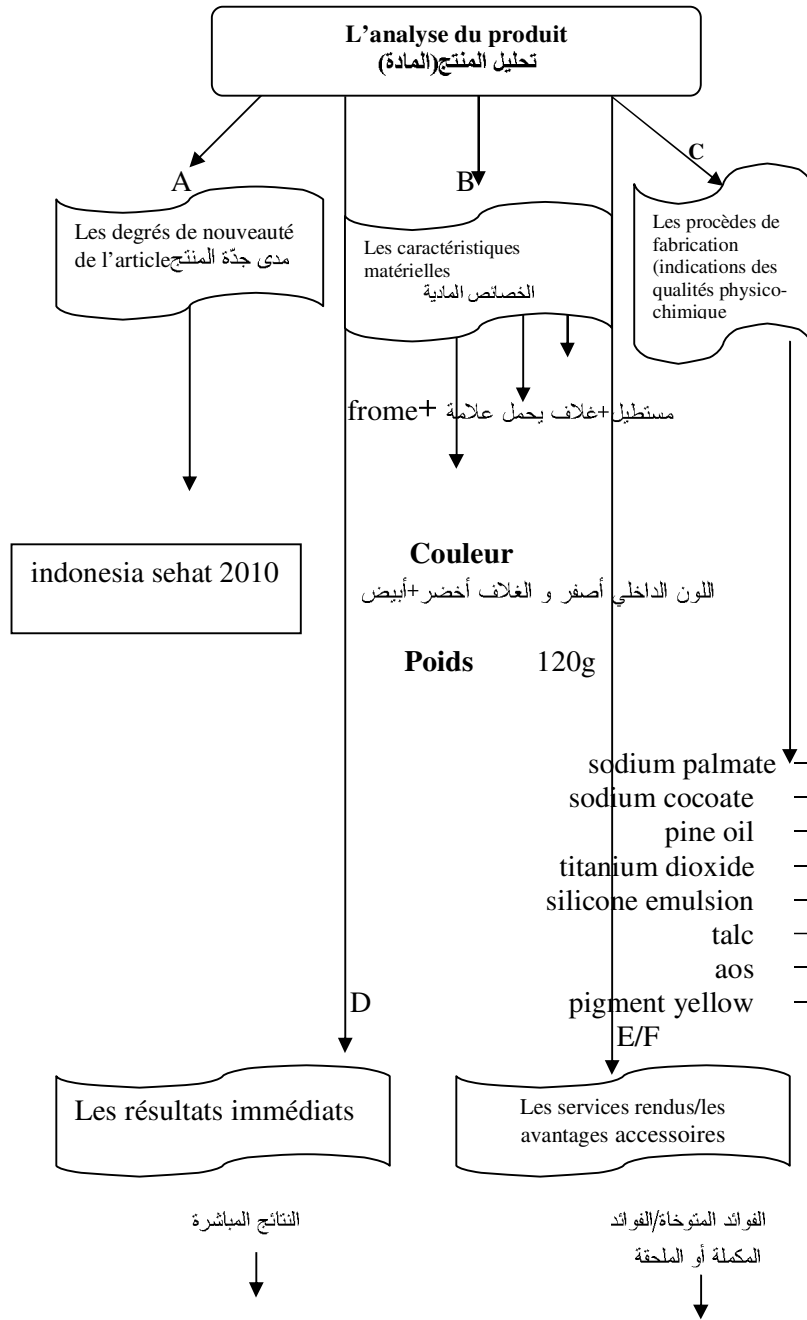 L'analyse du produit
تحليل المنتج(المادة)
A
B
C
Les degrés de nouveauté
de l'article مدى جدّة المنتج
Les caractéristiques
matérielles
الخصائص المادية
Les procèdes de
fabrication
(indications des
qualités physico-
chimique
frome+ مستطيل+غلاف يحمل علامة
indonesia sehat 2010
Couleur
اللون الداخلي أصفر و الغلاف أخضر+أبيض
Poids 120g
sodium palmate –
sodium cocoate –
pine oil –
titanium dioxide –
silicone emulsion –
talc –
aos –
pigment yellow –
D
E/F
Les résultats immédiats
Les services rendus/les
avantages accessoires
النتائج المباشرة
الفوائد المتوخاة/الفوائد
المكملة أو الملحقة